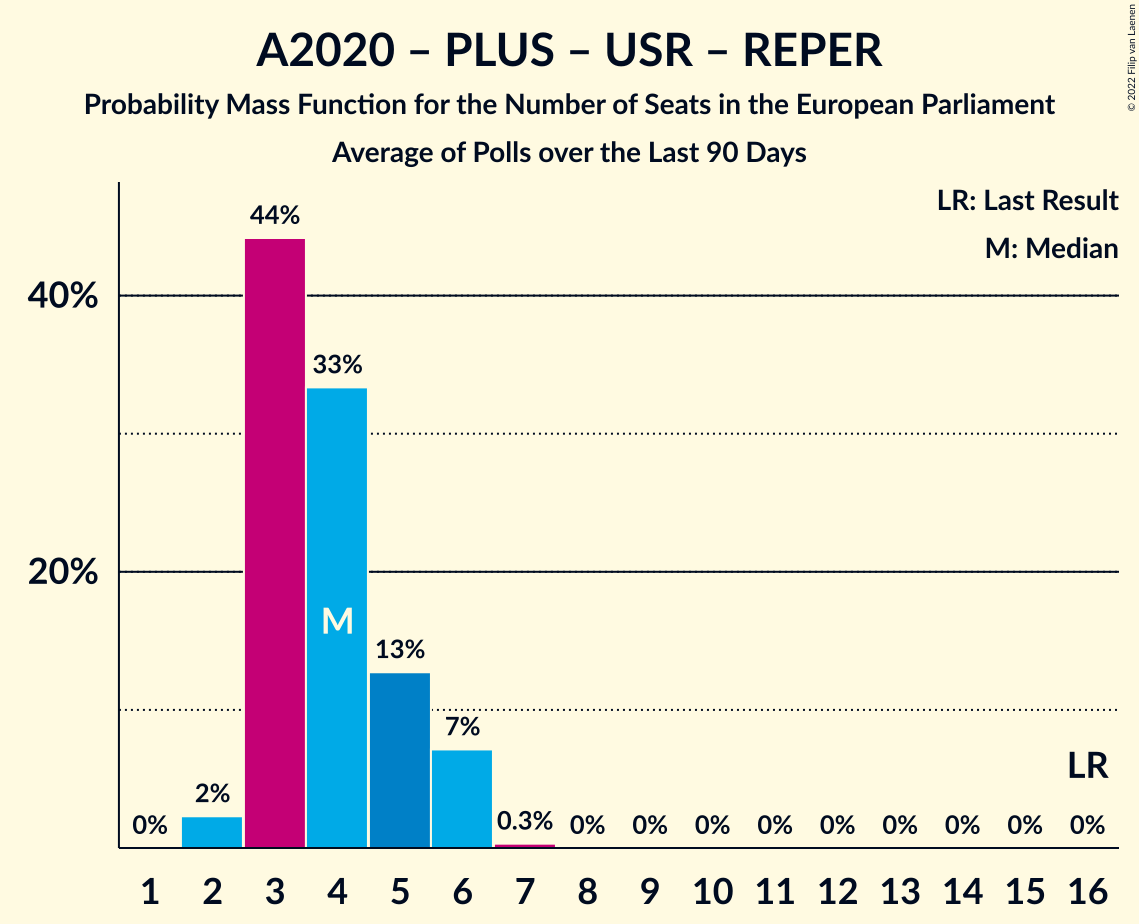 A2020 – PLUS – USR – REPER
Probability Mass Function for the Number of Seats in the European Parliament
Average of Polls over the Last 90 Days
© 2022 Filip van Laenen
LR: Last Result
M: Median
44%
40%
33%
20%
M
13%
7%
LR
2%
0%
0.3%
0% 0% 0% 0% 0% 0% 0% 0% 0%
1 2 3 4 5 6 7 8 9 10 11 12 13 14 15 16